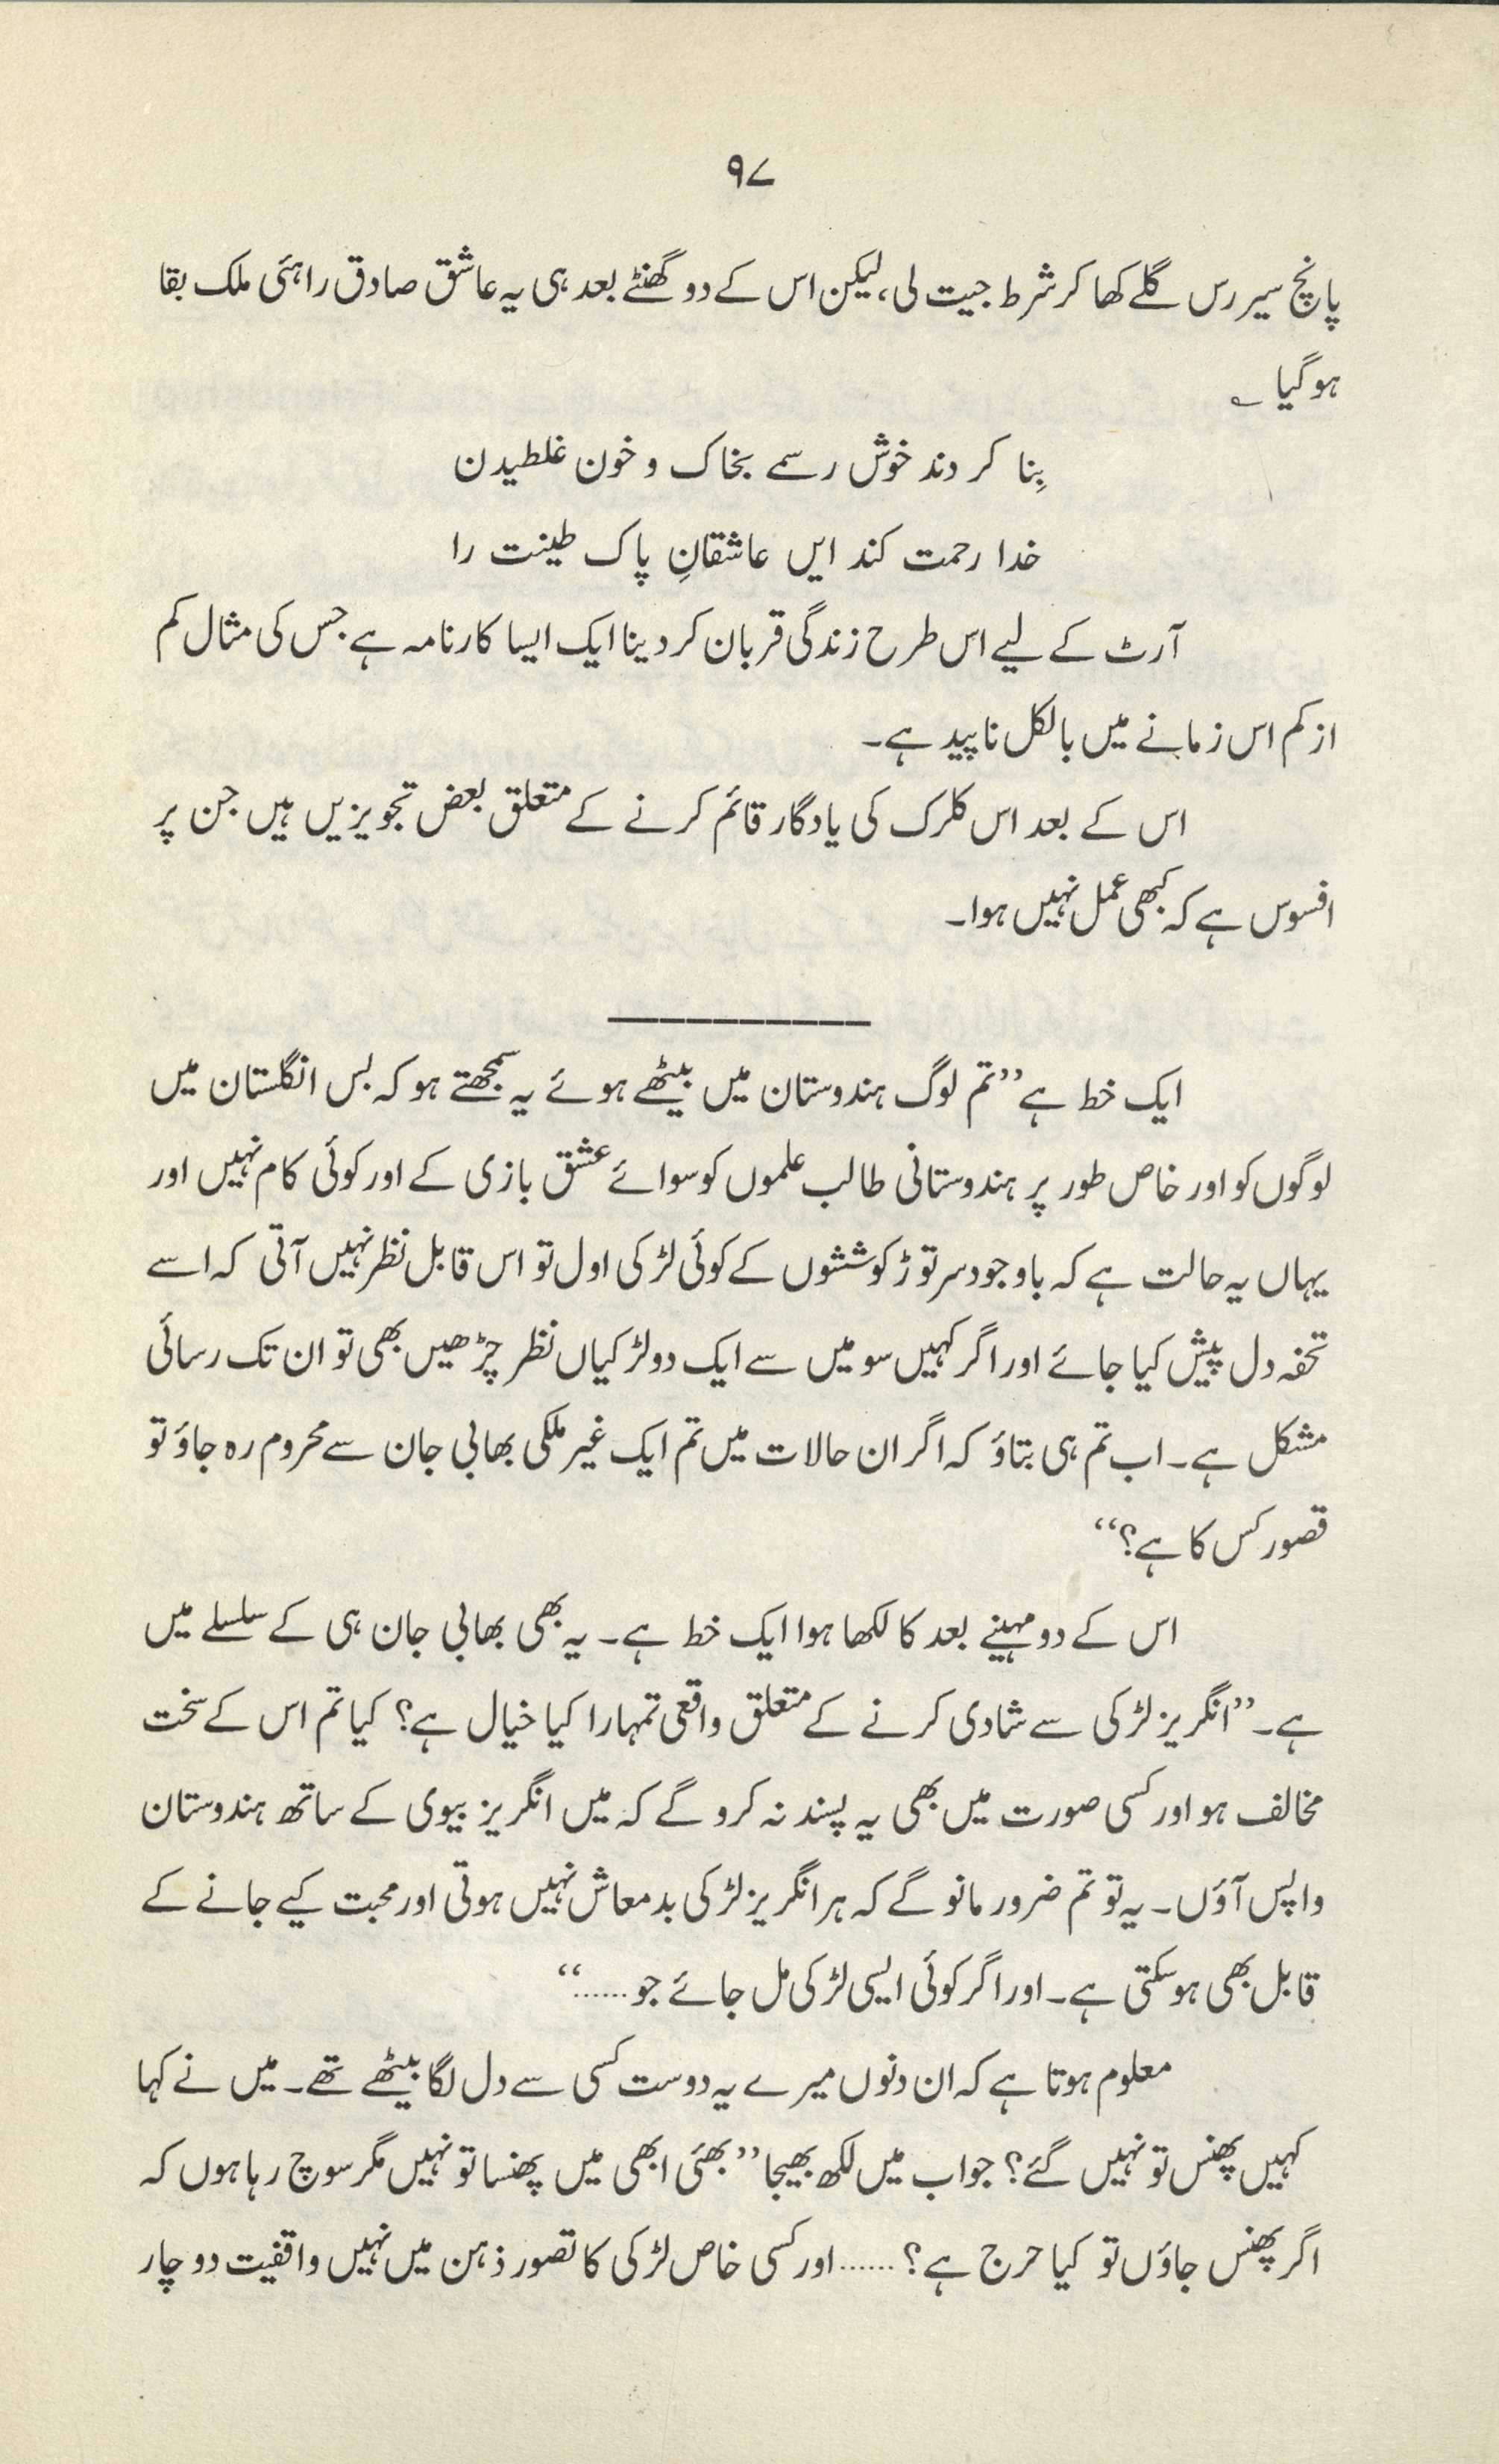 ۹۷
پانچ سیر رس گلے کھا کر شرط جیت لی، لیکن اس کے دو گھنٹے بعد ہی یہ عاشق صادق راہئی ملک بقا
ہو گیا ؎
بِنا کر دند خوش رسمے بخاک و خون غلطیدن
خدا رحمت کند ایں عاشقانِ پاک طینت را
آرٹ کے لیے اس طرح زندگی قربان کر دینا ایک ایسا کارنامہ ہے جس کی مثال کم
از کم اس زمانے میں بالکل ناپید ہے۔
اس کے بعد اس کلرک کی یادگار قائم کرنے کے متعلق بعض تجویزیں ہیں جن پر
افسوس ہے کہ کبھی عمل نہیں ہوا۔
ایک خط ہے ”تم لوگ ہندوستان میں بیٹھے ہوئے یہ سمجھتے ہو کہ بس انگلستان میں
لوگوں کو اور خاص طور پر ہندوستانی طالب علموں کو سوائے عشق بازی کے اور کوئی کام نہیں اور
یہاں یہ حالت ہے کہ باوجود سر توڑ کوششوں کے کوئی لڑکی اول تو اس قابل نظر نہیں آتی کہ اسے
تحفہ دل پیش کیا جائے اور اگر کہیں سو میں سے ایک دو لڑکیاں نظر چڑھیں بھی تو ان تک رسائی
مشکل ہے۔ اب تم ہی بتاؤ کہ اگر ان حالات میں تم ایک غیر ملکی بھابی جان سے محروم رہ جاؤ تو
قصور کس کا ہے؟“
اس کے دو مہینے بعد کا لکھا ہوا ایک خط ہے۔ یہ بھی بھابی جان ہی کے سلسلے میں
ہے۔ ”انگریز لڑکی سے شادی کرنے کے متعلق واقعی تمہارا کیا خیال ہے؟ کیا تم اس کے سخت
مخالف ہو اور کسی صورت میں بھی یہ پسند نہ کرو گے کہ میں انگریز بیوی کے ساتھ ہندوستان
واپس آؤں۔ یہ تو تم ضرور مانو گے کہ ہر انگریز لڑکی بدمعاش نہیں ہوتی اور محبت کیے جانے کے
قابل بھی ہو سکتی ہے۔ اور اگر کوئی ایسی لڑکی مل جائے جو ......“
معلوم ہوتا ہے کہ ان دنوں میرے یہ دوست کسی سے دل لگا بیٹھے تھے۔ میں نے کہا
کہیں پھنس تو نہیں گئے؟ جواب میں لکھ بھیجا ”بھئی ابھی میں پھنسا تو نہیں مگر سوچ رہا ہوں کہ
اگر پھنس جاؤں تو کیا حرج ہے؟ ...... اور کسی خاص لڑکی کا تصور ذہن میں نہیں واقفیت دو چار